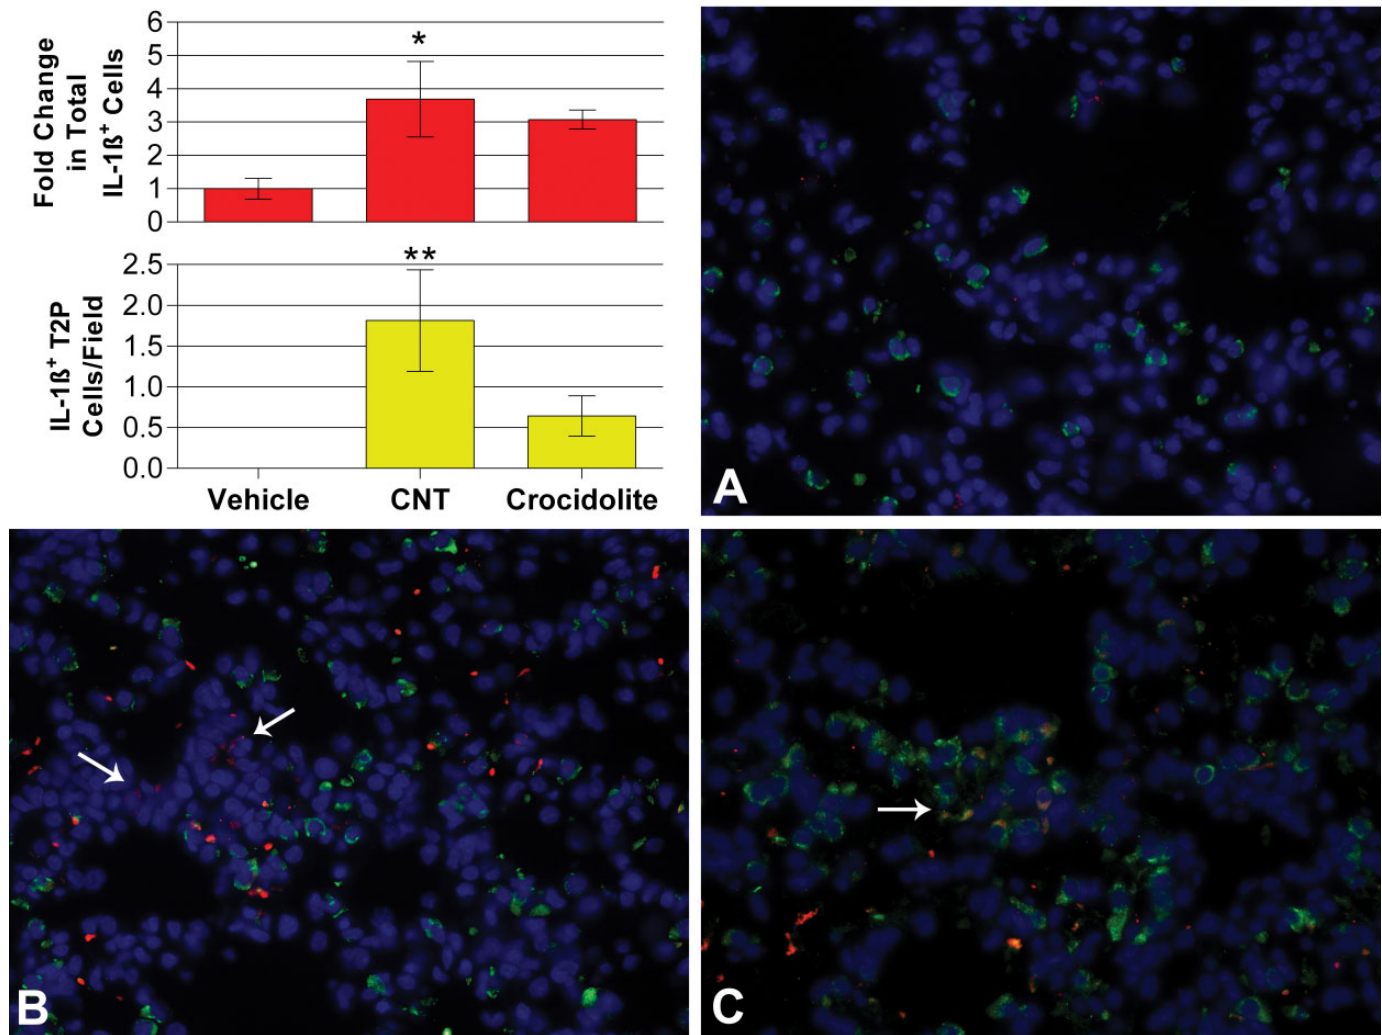 Fold Change
in Total
IL-1ß⁺ Cells
6
5
4
3
2
1
0
*
IL-1ß⁺ T2P
Cells/Field
2.5
2.0
1.5
1.0
0.5
0.0
**
Vehicle CNT Crocidolite
A
B
C